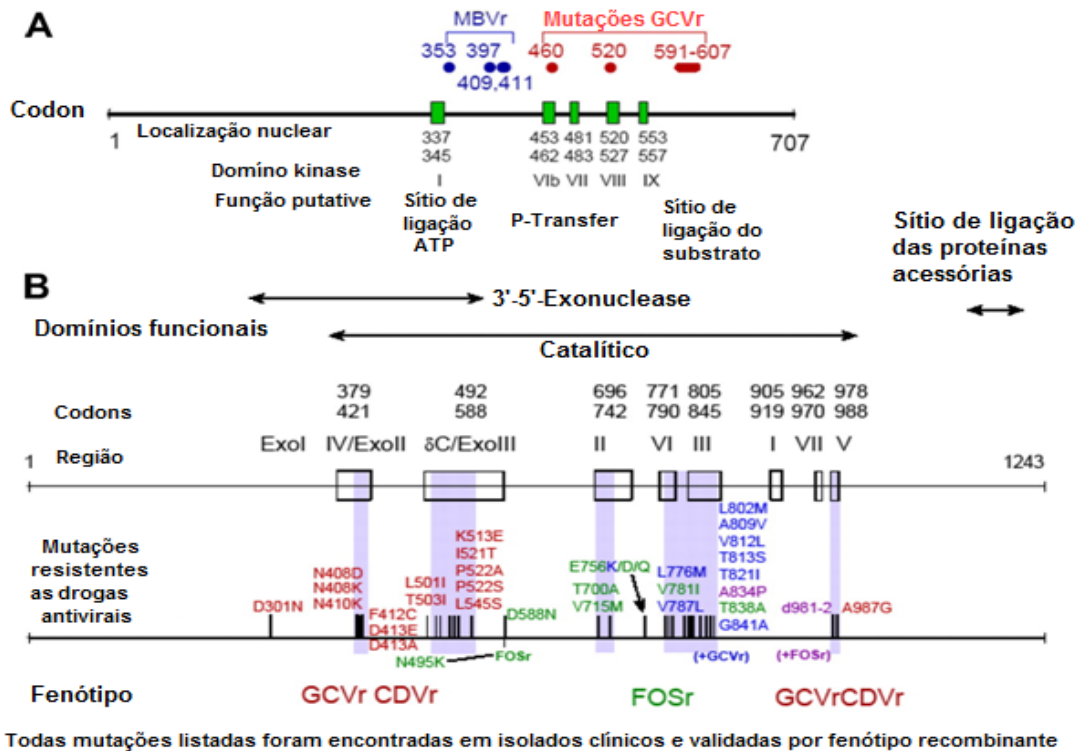 A
MBVr
Mutações GCVr
353 397
460 520 591-607
409,411
Codon
1
Localização nuclear
707
337 453 481 520 553
345 462 483 527 557
Domíno kinase
I VIb VII VIII IX
Função putative
Sítio de ligação ATP
P-Transfer
Sítio de ligação do substrato
Sítio de ligação
das proteínas
acessórias
B
3'-5'-Exonuclease
Domínios funcionais
Catalítico
379 492 696 771 805 905 962 978
Codons
421 588 742 790 845 919 970 988
Região
ExoI IV/ExoII δC/ExoIII II VI III I VII V
1
1243
Mutações
resistentes
as drogas
antivirais
D301N
N408D
N408K
N410K
F412C
D413E
D413A
L501I
T503I
K513E
I521T
P522A
P522S
L545S
N495K
D588N
FOSr
E756K/D/Q
T700A
V715M
L776M
V781I
V787L
L802M
A809V
V812L
T813S
T821I
A834P
T838A
G841A
(+GCVr)
d981-2
(+FOSr)
A987G
Fenótipo
GCVr CDVr
FOSr
GCVrCDVr
Todas mutações listadas foram encontradas em isolados clínicos e validadas por fenótipo recombinante